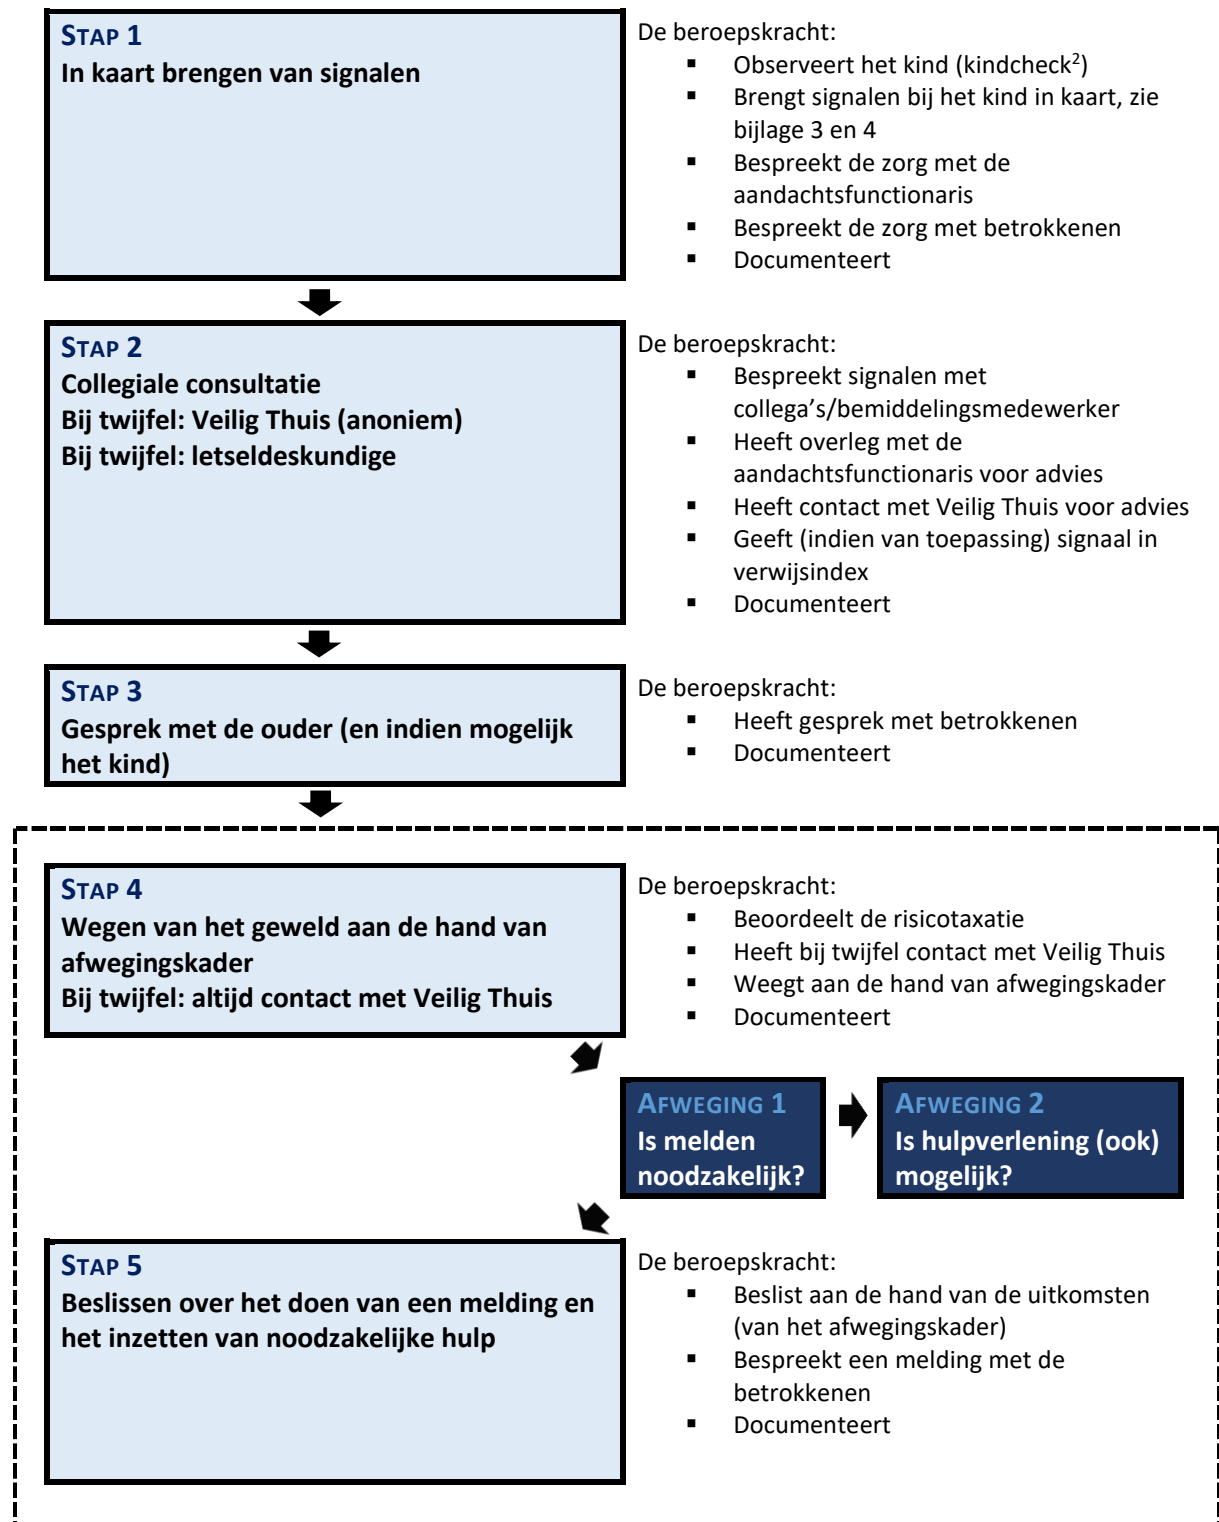 STAP 1
In kaart brengen van signalen
De beroepskracht:
▪ Observeert het kind (kindcheck²)
▪ Brengt signalen bij het kind in kaart, zie
bijlage 3 en 4
▪ Bespreekt de zorg met de
aandachtsfunctionaris
▪ Bespreekt de zorg met betrokkenen
▪ Documenteert
STAP 2
Collegiale consultatie
Bij twijfel: Veilig Thuis (anoniem)
Bij twijfel: letseldeskundige
De beroepskracht:
▪ Bespreekt signalen met
collega’s/bemiddelingsmedewerker
▪ Heeft overleg met de
aandachtsfunctionaris voor advies
▪ Heeft contact met Veilig Thuis voor advies
▪ Geeft (indien van toepassing) signaal in
verwijsindex
▪ Documenteert
STAP 3
Gesprek met de ouder (en indien mogelijk
het kind)
De beroepskracht:
▪ Heeft gesprek met betrokkenen
▪ Documenteert
STAP 4
Wegen van het geweld aan de hand van
afwegingskader
Bij twijfel: altijd contact met Veilig Thuis
De beroepskracht:
▪ Beoordeelt de risicotaxatie
▪ Heeft bij twijfel contact met Veilig Thuis
▪ Weegt aan de hand van afwegingskader
▪ Documenteert
AFWEGING 1
Is melden
noodzakelijk?
AFWEGING 2
Is hulpverlening (ook)
mogelijk?
STAP 5
Beslissen over het doen van een melding en
het inzetten van noodzakelijke hulp
De beroepskracht:
▪ Beslist aan de hand van de uitkomsten
(van het afwegingskader)
▪ Bespreekt een melding met de
betrokkenen
▪ Documenteert